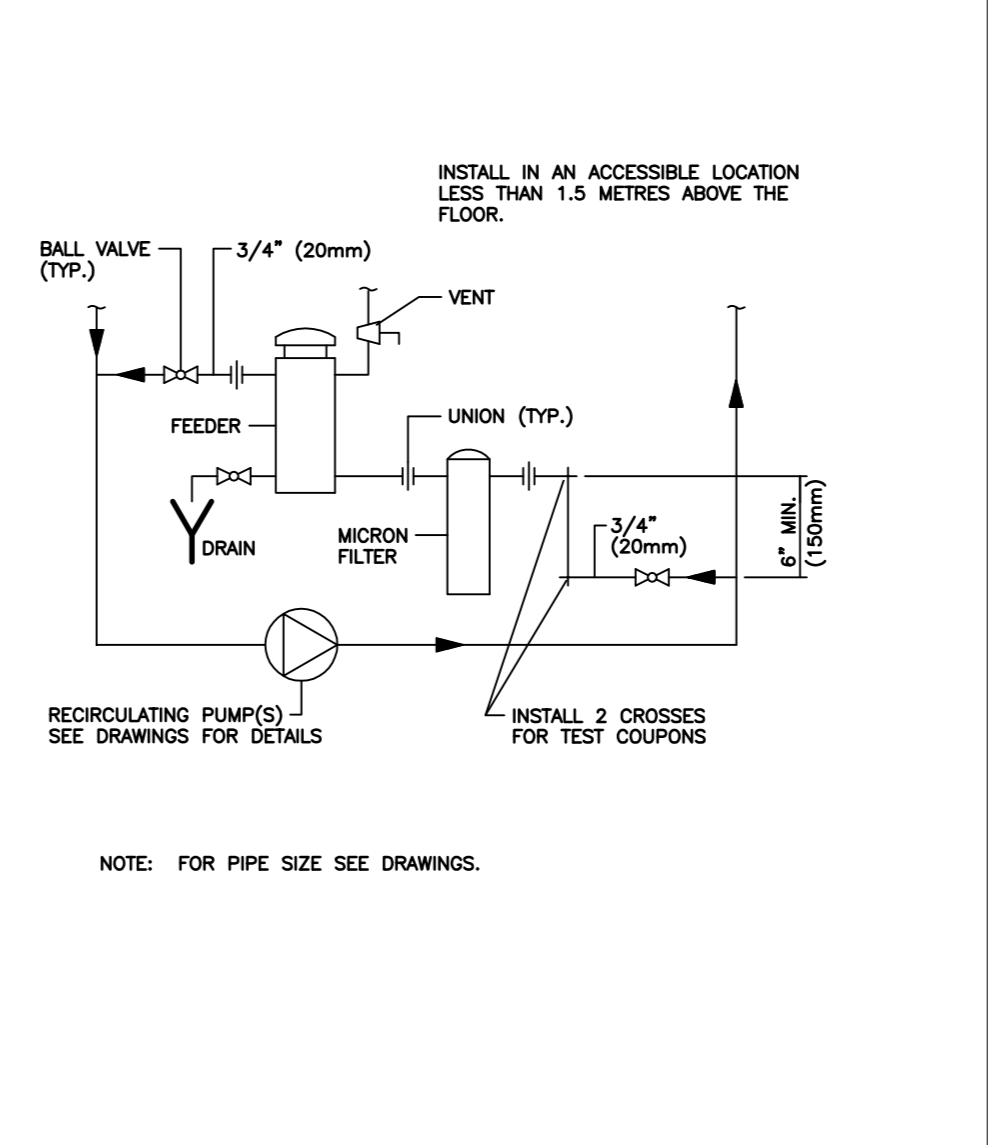 INSTALL IN AN ACCESSIBLE LOCATION
LESS THAN 1.5 METRES ABOVE THE
FLOOR.
BALL VALVE
(TYP.)
3/4" (20mm)
VENT
FEEDER
UNION (TYP.)
DRAIN
MICRON
FILTER
3/4"
(20mm)
6" MIN.
(150mm)
RECIRCULATING PUMP(S)
SEE DRAWINGS FOR DETAILS
INSTALL 2 CROSSES
FOR TEST COUPONS
NOTE: FOR PIPE SIZE SEE DRAWINGS.